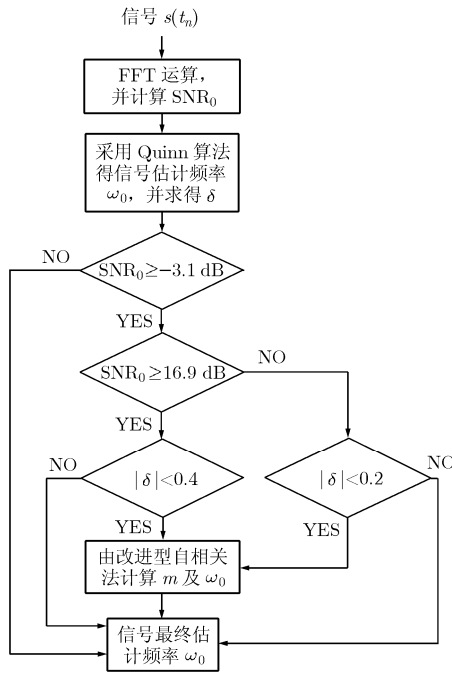 信号 s(tₙ)
FFT 运算,
并计算 SNR₀
采用 Quinn 算法
得信号估计频率
ω₀, 并求得 δ
NO
SNR₀≥−3.1 dB
YES
NO
SNR₀≥16.9 dB
YES
NO
|δ|<0.4
NO
|δ|<0.2
YES
YES
由改进型自相关
法计算 m 及 ω₀
信号最终估
计频率 ω₀